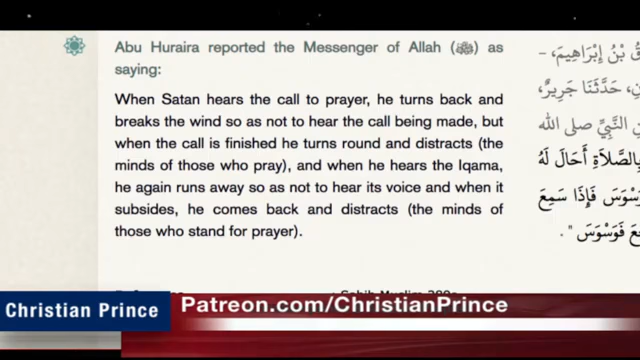 Abu Huraira reported the Messenger of Allah (ﷺ) as
saying:
When Satan hears the call to prayer, he turns back and
breaks the wind so as not to hear the call being made, but
when the call is finished he turns round and distracts (the
minds of those who pray), and when he hears the Iqama,
he again runs away so as not to hear its voice and when it
subsides, he comes back and distracts (the minds of
those who stand for prayer).
بْنُ إِبْرَاهِيمَ، -
حَدَّثَنَا جَرِيرٌ،
النَّبِيِّ صلى الله
بِالصَّلاَةِ أَحَالَ لَهُ
وَسْوَسَ فَإِذَا سَمِعَ
فَوَسْوَسَ " .
: Sahih Muslim
Christian Prince
Patreon.com/ChristianPrince